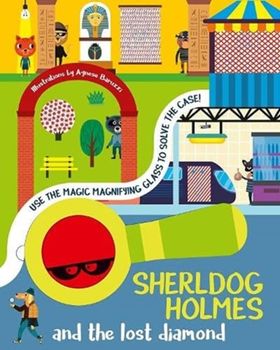 Illustrations by Agnese Baruzzi
USE THE MAGIC MAGNIFYING GLASS TO SOLVE THE CASE!
SHERLDOG
HOLMES
and the lost diamond